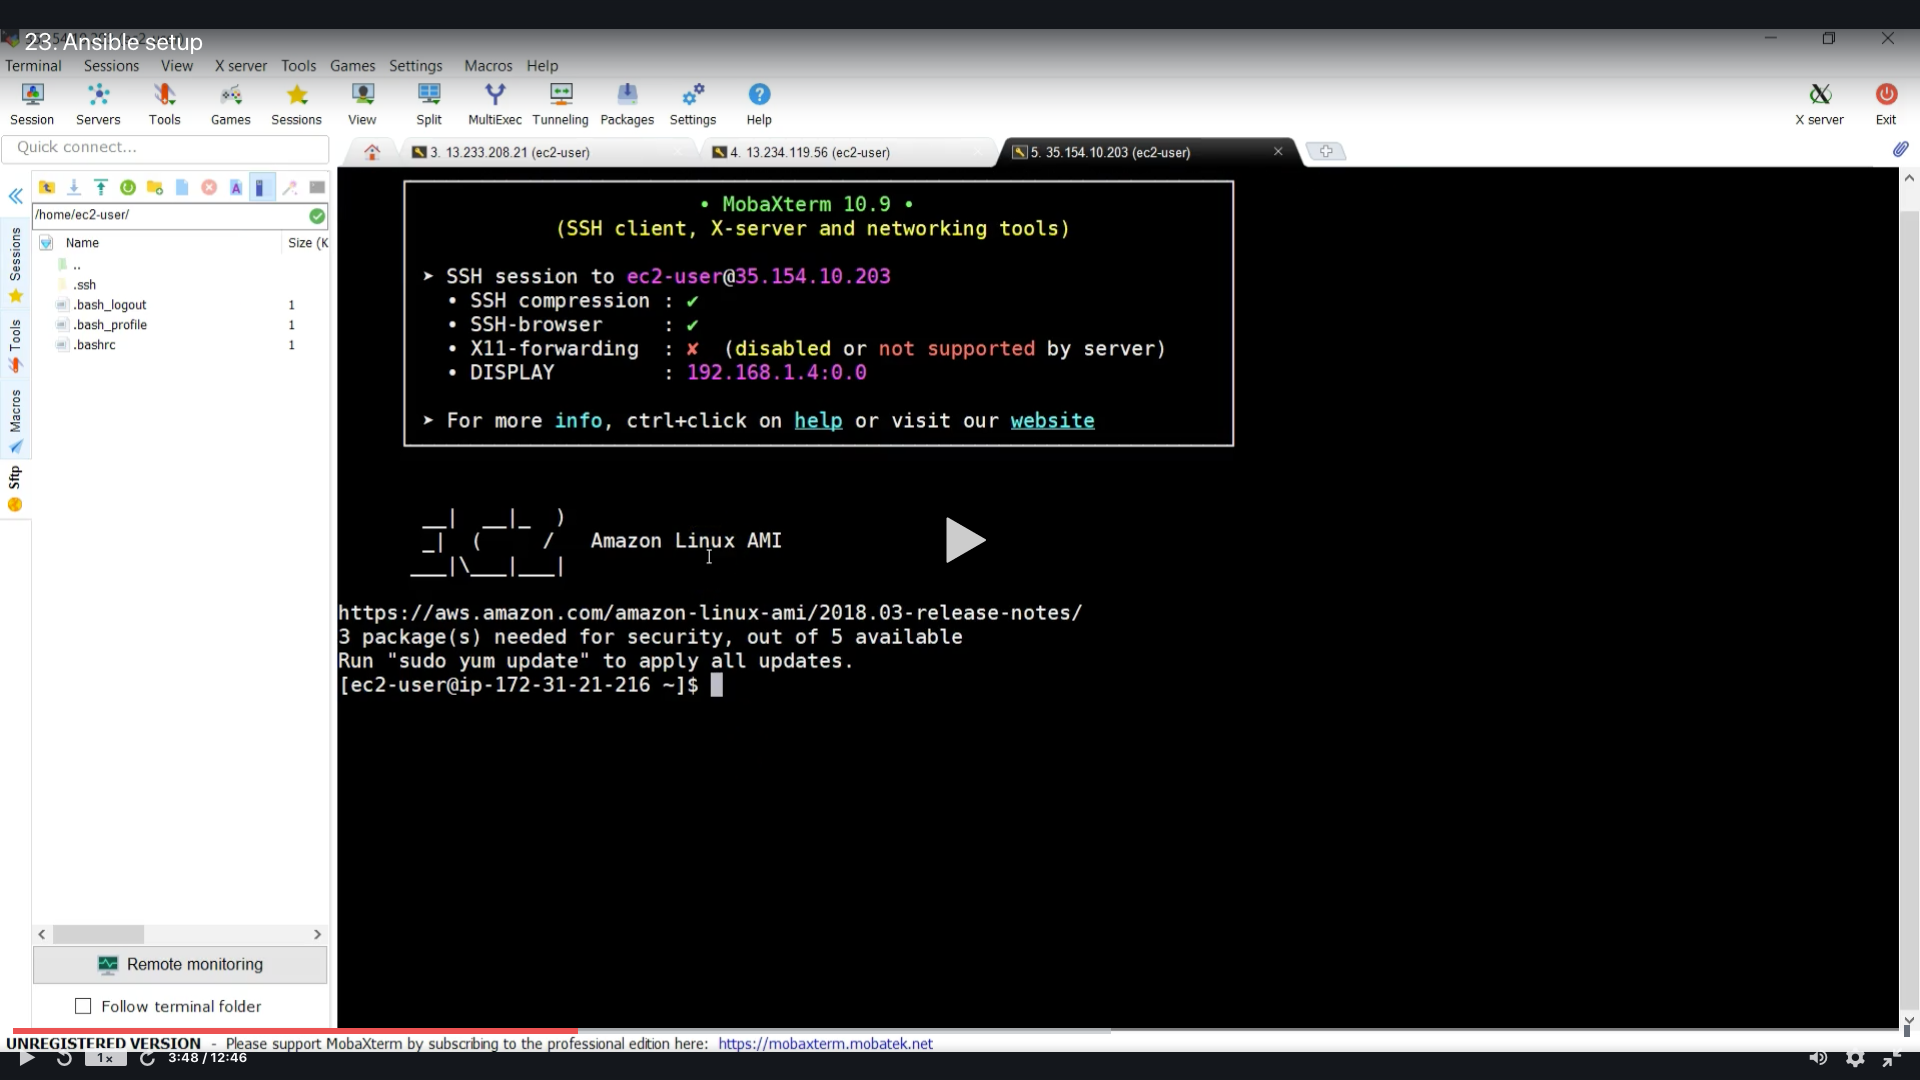 23. Ansible setup
Terminal Sessions View X server Tools Games Settings Macros Help
Session Servers Tools Games Sessions View Split MultiExec Tunneling Packages Settings Help X server Exit
Quick connect...
3. 13.233.208.21 (ec2-user)
4. 13.234.119.56 (ec2-user)
5. 35.154.10.203 (ec2-user)
/home/ec2-user/
Name Size (K
..
.ssh
.bash_logout 1
.bash_profile 1
.bashrc 1
Sessions
Tools
Macros
Sftp
• MobaXterm 10.9 •
(SSH client, X-server and networking tools)
➤ SSH session to ec2-user@35.154.10.203
• SSH compression : ✔
• SSH-browser : ✔
• X11-forwarding : ✘ (disabled or not supported by server)
• DISPLAY : 192.168.1.4:0.0
➤ For more info, ctrl+click on help or visit our website
__| __|_ )
_| ( / Amazon Linux AMI
___|\___|___|
https://aws.amazon.com/amazon-linux-ami/2018.03-release-notes/
3 package(s) needed for security, out of 5 available
Run "sudo yum update" to apply all updates.
[ec2-user@ip-172-31-21-216 ~]$
Remote monitoring
Follow terminal folder
UNREGISTERED VERSION - Please support MobaXterm by subscribing to the professional edition here: https://mobaxterm.mobatek.net
1x 3:48 / 12:46